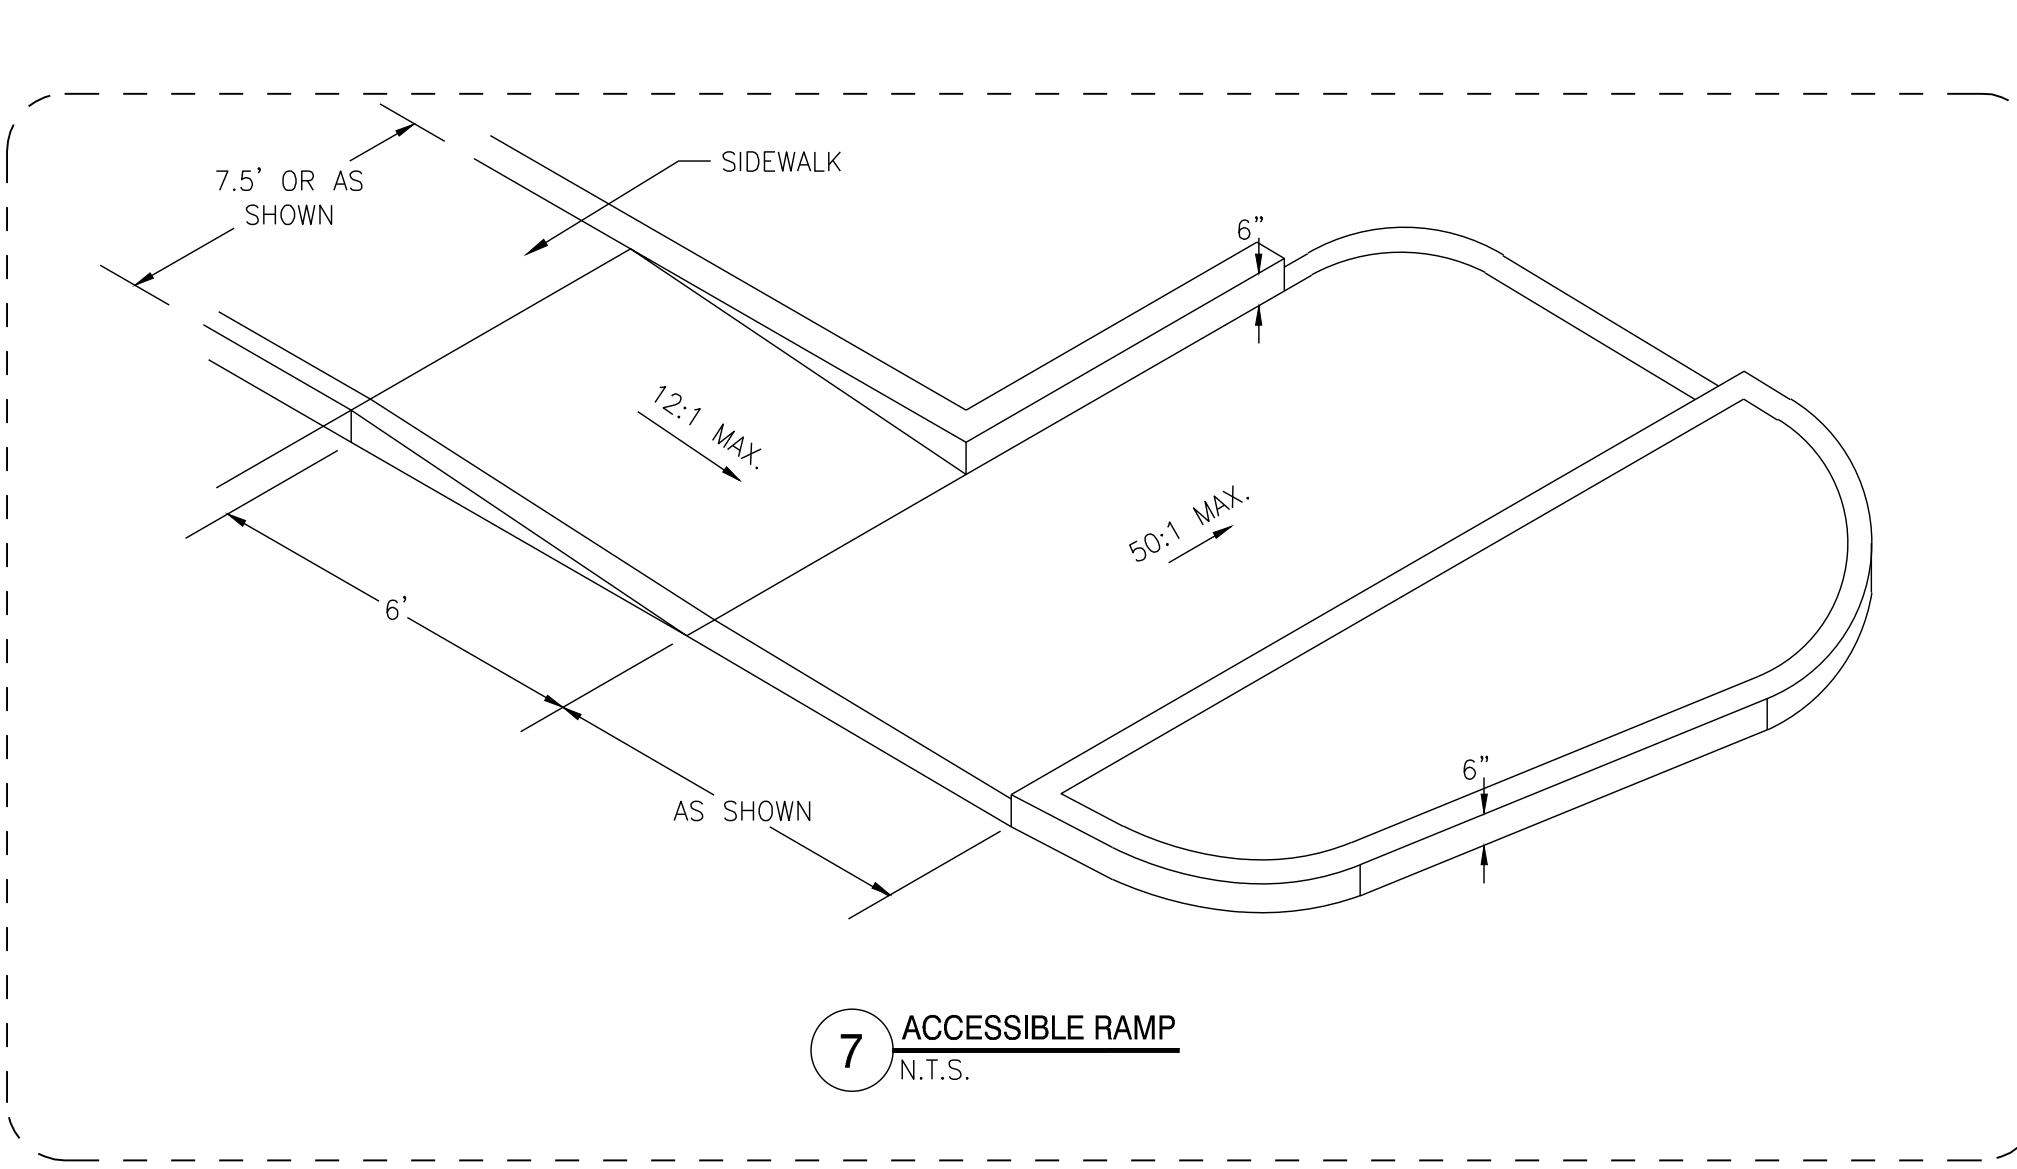 SIDEWALK
7.5' OR AS
SHOWN
6"
12:1 MAX.
50:1 MAX.
6'
6"
AS SHOWN
7
ACCESSIBLE RAMP
N.T.S.